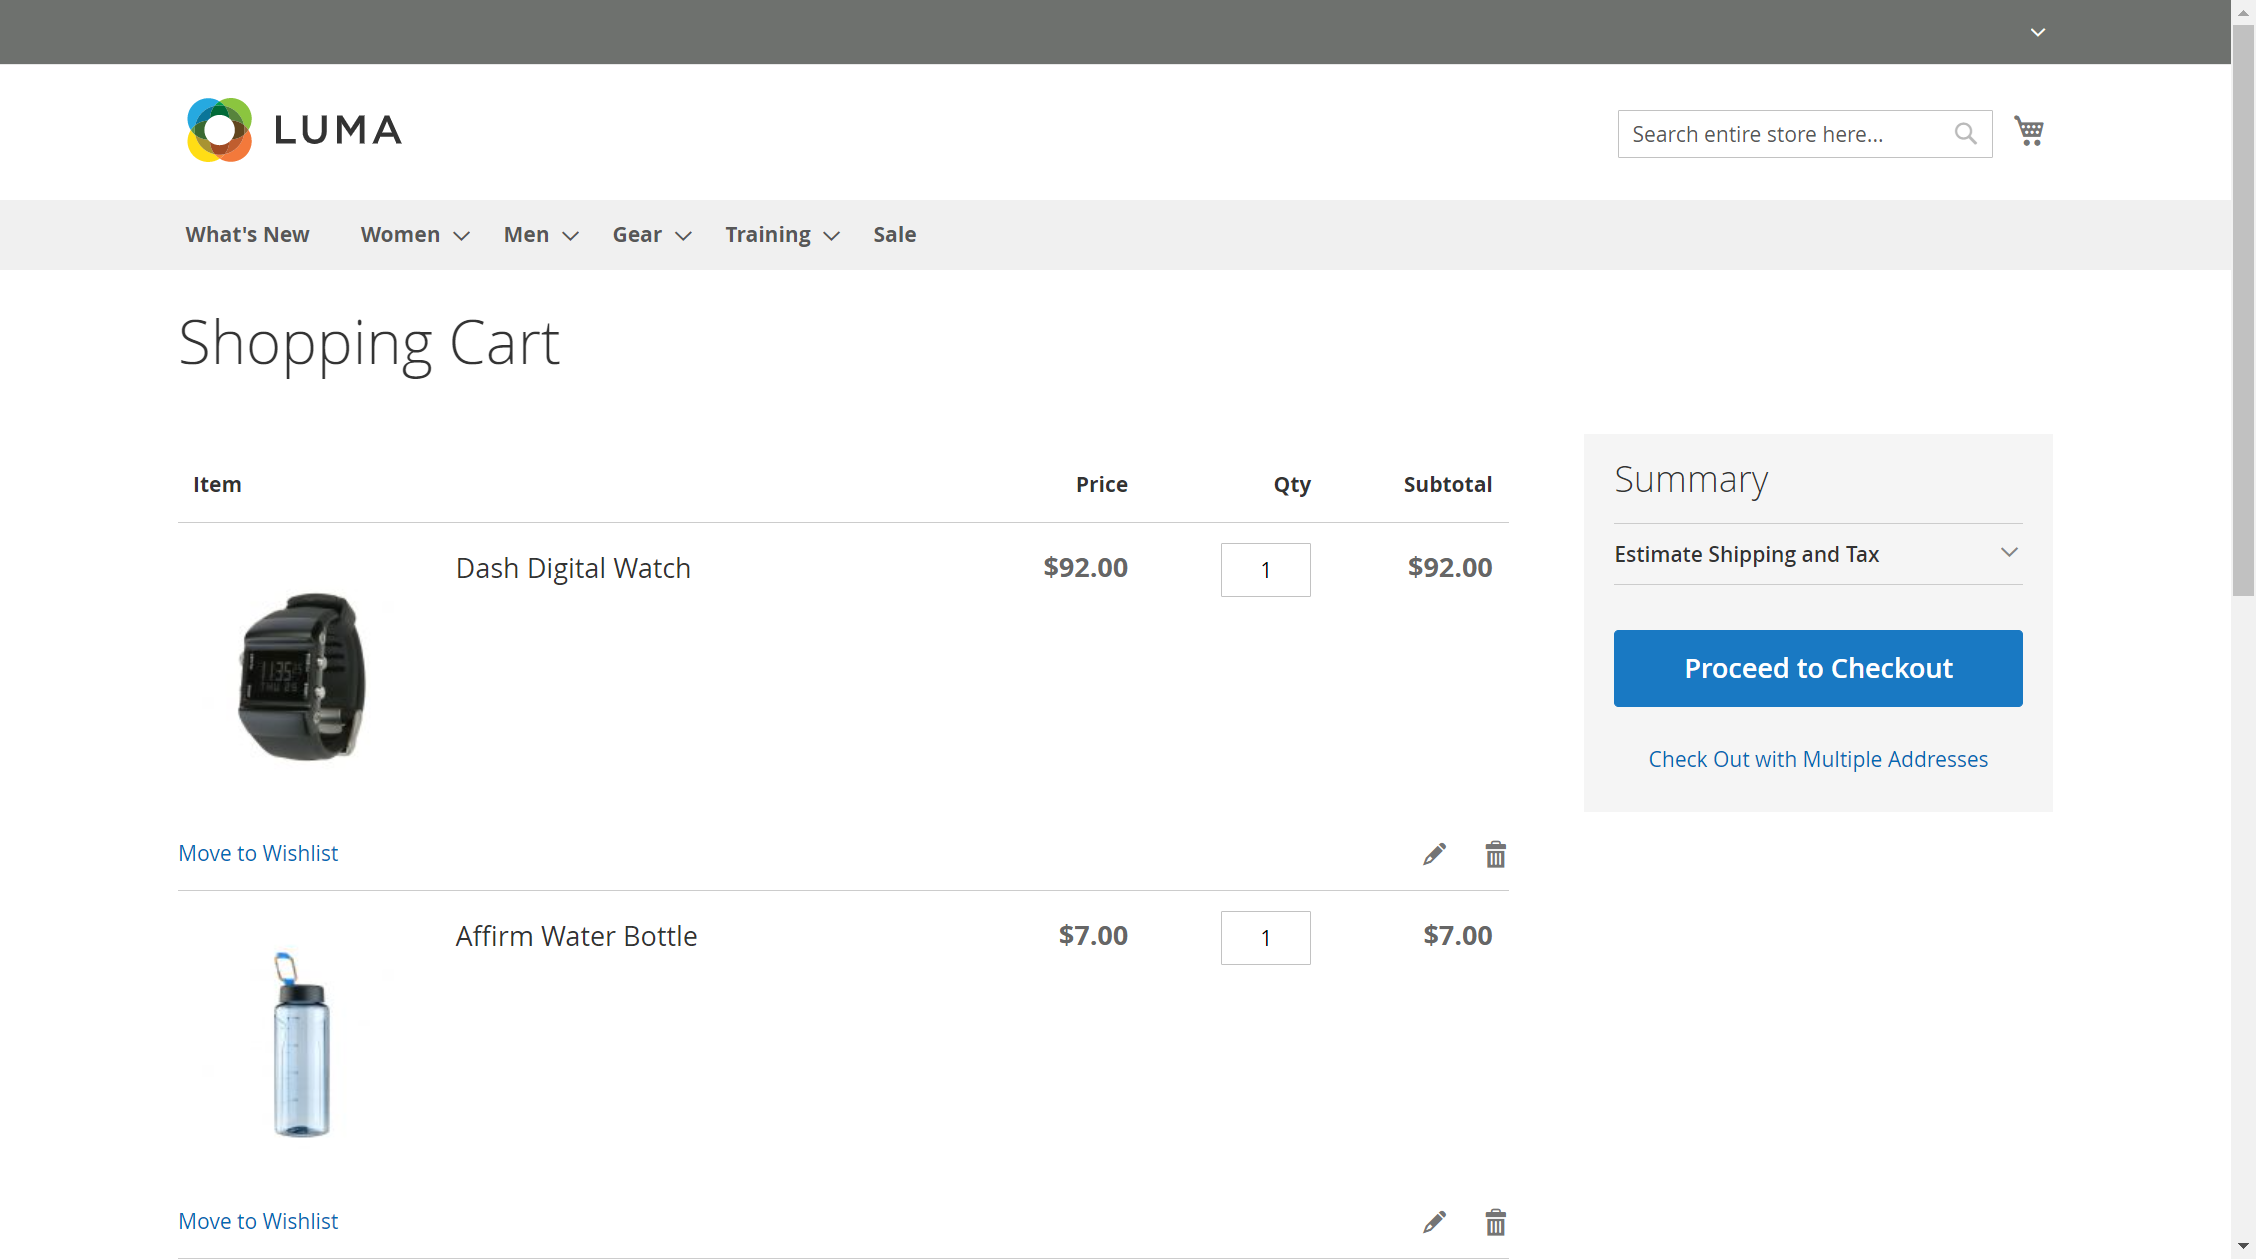 LUMA
Search entire store here...
What's New Women Men Gear Training Sale
Shopping Cart
Item Price Qty Subtotal
Dash Digital Watch $92.00 1 $92.00
Move to Wishlist
Affirm Water Bottle $7.00 1 $7.00
Move to Wishlist
Summary
Estimate Shipping and Tax
Proceed to Checkout
Check Out with Multiple Addresses